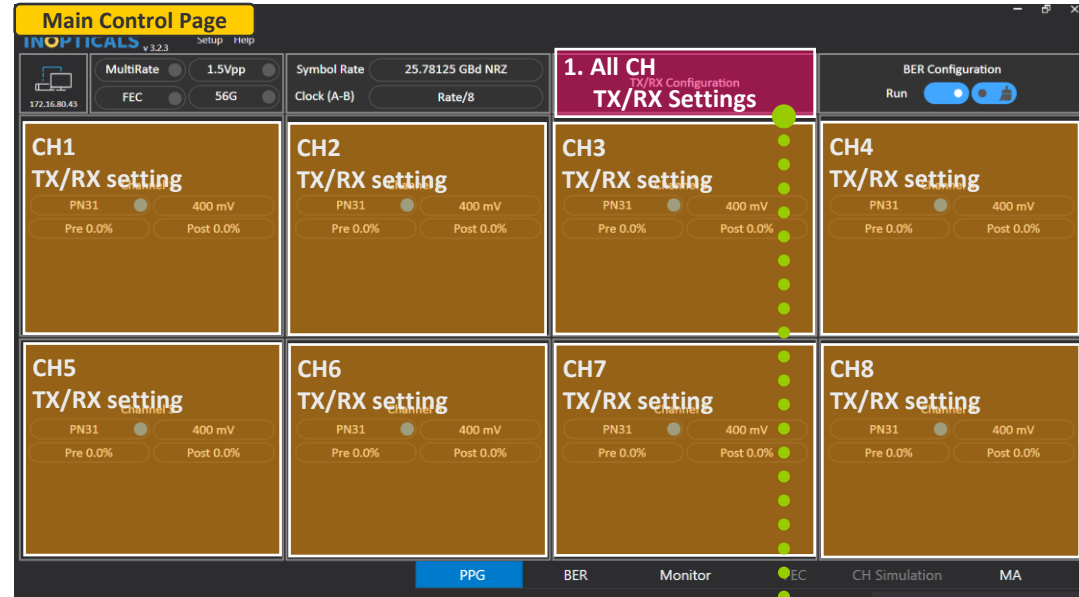 Main Control Page
INOPTICALS v 3.2.3 Setup Help
172.16.80.43
MultiRate 1.5Vpp
FEC 56G
Symbol Rate 25.78125 GBd NRZ
Clock (A-B) Rate/8
1. All CH
TX/RX Configuration
TX/RX Settings
BER Configuration
Run
CH1
TX/RX setting
PN31 400 mV
Pre 0.0% Post 0.0%
CH2
TX/RX setting
PN31 400 mV
Pre 0.0% Post 0.0%
CH3
TX/RX setting
PN31 400 mV
Pre 0.0% Post 0.0%
CH4
TX/RX setting
PN31 400 mV
Pre 0.0% Post 0.0%
CH5
TX/RX setting
PN31 400 mV
Pre 0.0% Post 0.0%
CH6
TX/RX setting
PN31 400 mV
Pre 0.0% Post 0.0%
CH7
TX/RX setting
PN31 400 mV
Pre 0.0% Post 0.0%
CH8
TX/RX setting
PN31 400 mV
Pre 0.0% Post 0.0%
PPG BER Monitor CH Simulation MA